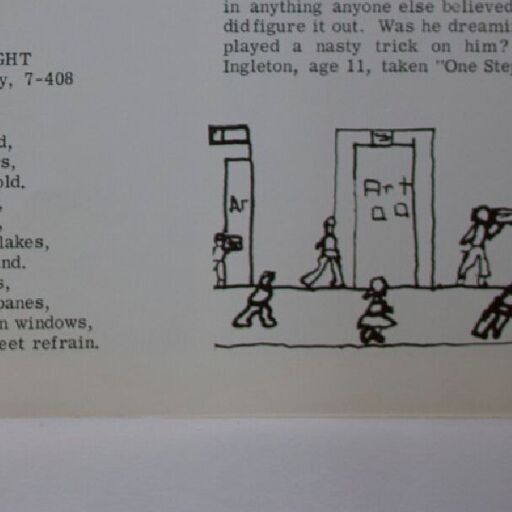 in anything anyone else believed
did figure it out. Was he dreami
played a nasty trick on him?
Ingleton, age 11, taken "One Ste
GHT
y, 7-408
d,
s,
old.
,
,
lakes,
nd.
s,
panes,
n windows,
eet refrain.
Ar
Art